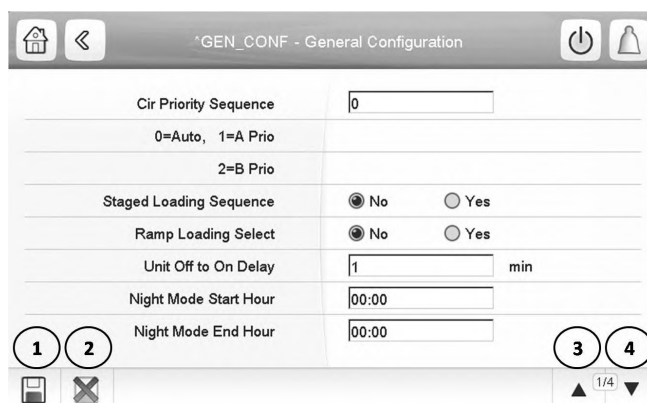 ^GEN_CONF - General Configuration
Cir Priority Sequence 0
0=Auto, 1=A Prio
2=B Prio
Staged Loading Sequence No Yes
Ramp Loading Select No Yes
Unit Off to On Delay 1 min
Night Mode Start Hour 00:00
Night Mode End Hour 00:00
1 2 3 4
1/4